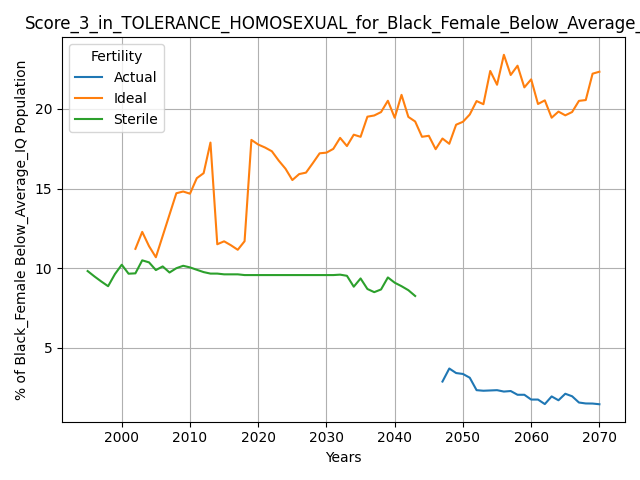 Score_3_in_TOLERANCE_HOMOSEXUAL_for_Black_Female_Below_Average_
Fertility
Actual
Ideal
Sterile
% of Black_Female Below_Average_IQ Population
20
15
10
5
2000 2010 2020 2030 2040 2050 2060 2070
Years